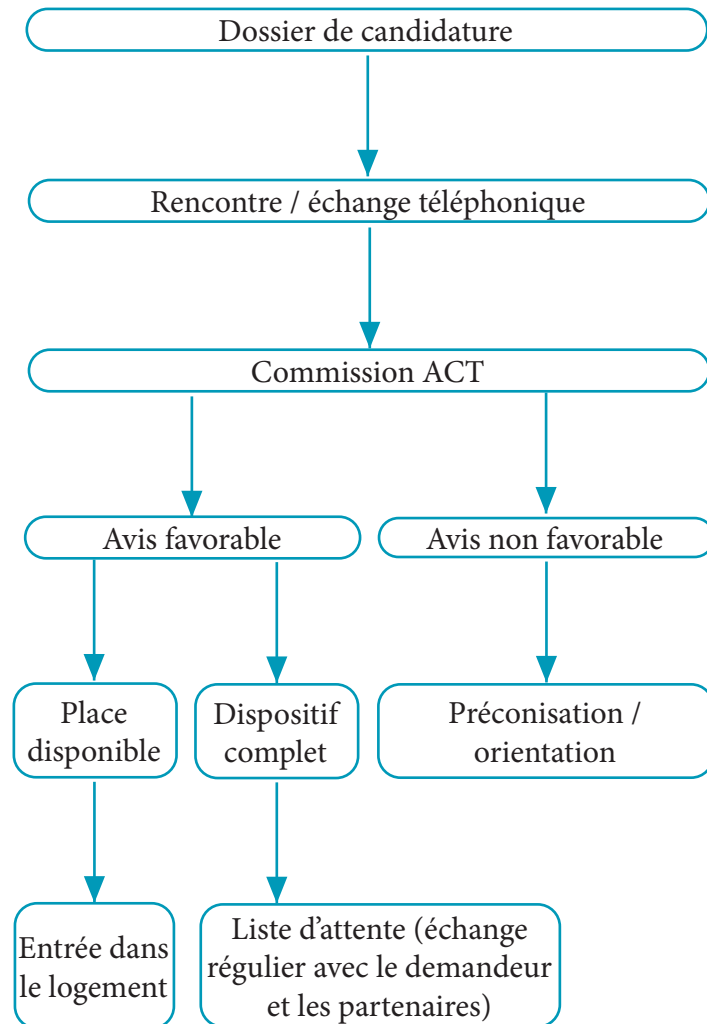 Dossier de candidature
Rencontre / échange téléphonique
Commission ACT
Avis favorable
Avis non favorable
Place
disponible
Dispositif
complet
Préconisation /
orientation
Entrée dans
le logement
Liste d'attente (échange
régulier avec le demandeur
et les partenaires)